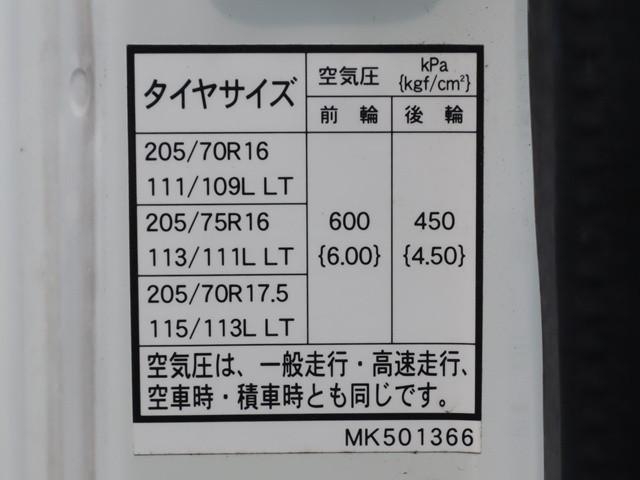 タイヤサイズ
空気圧 kPa
{kgf/cm²}
前輪 後輪
205/70R16
111/109L LT
205/75R16
113/111L LT
205/70R17.5
115/113L LT
600 450
{6.00} {4.50}
空気圧は、一般走行・高速走行、
空車時・積車時とも同じです。
MK501366